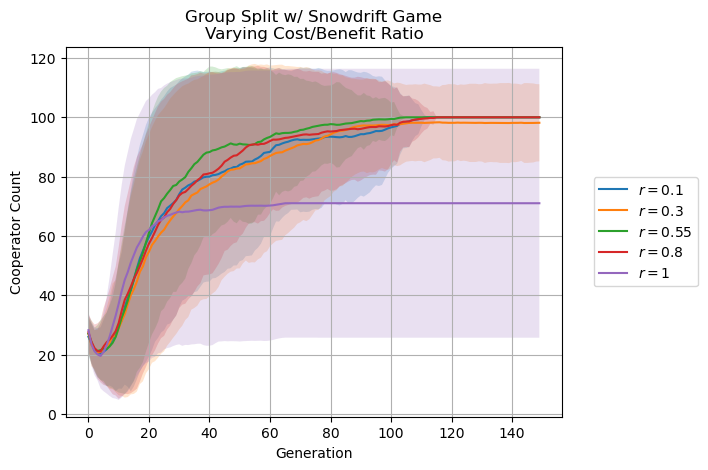 Group Split w/ Snowdrift Game
Varying Cost/Benefit Ratio
120
100
80
60
40
20
0
Cooperator Count
0 20 40 60 80 100 120 140
Generation
r = 0.1
r = 0.3
r = 0.55
r = 0.8
r = 1